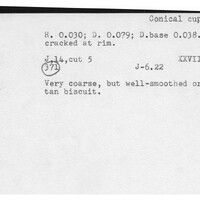 Conical cup
H. 0.030; D. 0.079; D.base 0.038.
cracked at rim.
J.14,cut 5 XXVII
371 J-6.22
Very coarse, but well-smoothed or
tan biscuit.